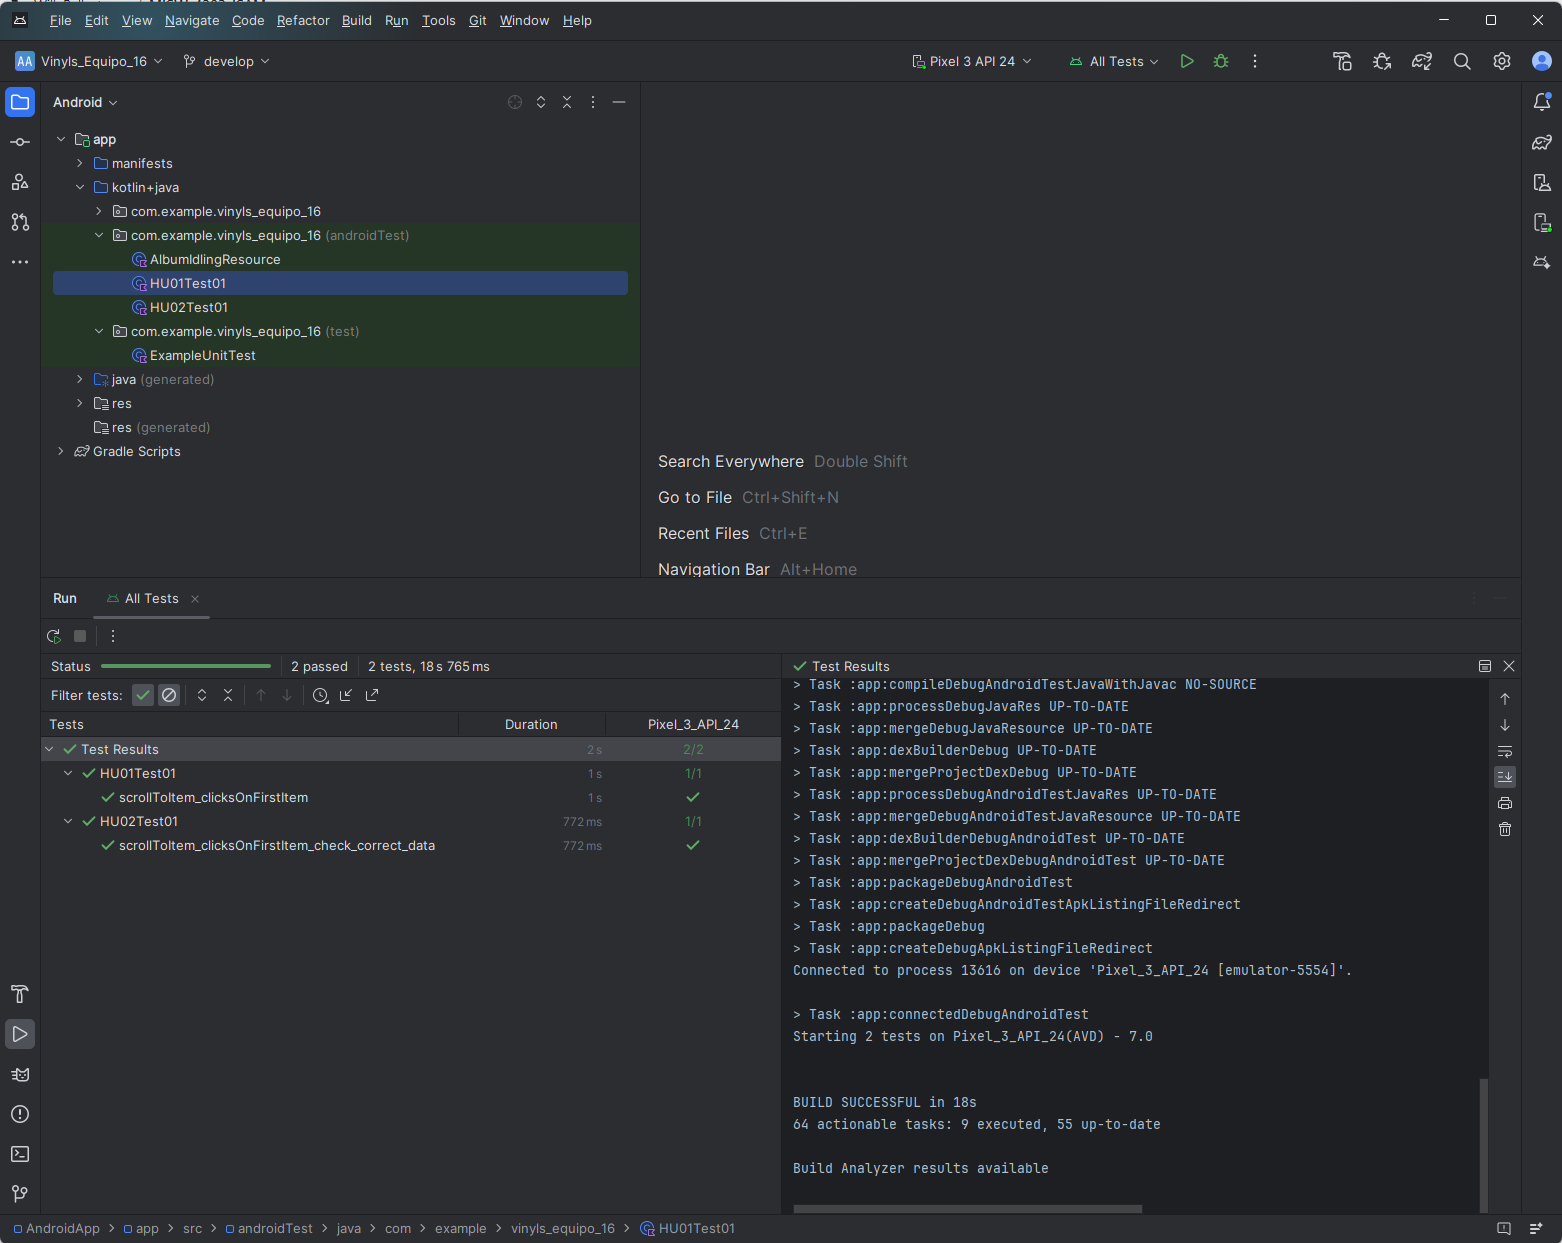 File Edit View Navigate Code Refactor Build Run Tools Git Window Help
AA Vinyls_Equipo_16 develop Pixel 3 API 24 All Tests
Android
app
manifests
kotlin+java
com.example.vinyls_equipo_16
com.example.vinyls_equipo_16 (androidTest)
AlbumIdlingResource
HU01Test01
HU02Test01
com.example.vinyls_equipo_16 (test)
ExampleUnitTest
java (generated)
res
res (generated)
Gradle Scripts
Search Everywhere Double Shift
Go to File Ctrl+Shift+N
Recent Files Ctrl+E
Navigation Bar Alt+Home
Run All Tests
Status 2 passed 2 tests, 18 s 765 ms
Filter tests:
Tests Duration Pixel_3_API_24
Test Results 2 s 2/2
HU01Test01 1 s 1/1
scrollToItem_clicksOnFirstItem 1 s
HU02Test01 772 ms 1/1
scrollToItem_clicksOnFirstItem_check_correct_data 772 ms
Test Results
> Task :app:compileDebugAndroidTestJavaWithJavac NO-SOURCE
> Task :app:processDebugJavaRes UP-TO-DATE
> Task :app:mergeDebugJavaResource UP-TO-DATE
> Task :app:dexBuilderDebug UP-TO-DATE
> Task :app:mergeProjectDexDebug UP-TO-DATE
> Task :app:processDebugAndroidTestJavaRes UP-TO-DATE
> Task :app:mergeDebugAndroidTestJavaResource UP-TO-DATE
> Task :app:dexBuilderDebugAndroidTest UP-TO-DATE
> Task :app:mergeProjectDexDebugAndroidTest UP-TO-DATE
> Task :app:packageDebugAndroidTest
> Task :app:createDebugAndroidTestApkListingFileRedirect
> Task :app:packageDebug
> Task :app:createDebugApkListingFileRedirect
Connected to process 13616 on device 'Pixel_3_API_24 [emulator-5554]'.
> Task :app:connectedDebugAndroidTest
Starting 2 tests on Pixel_3_API_24(AVD) - 7.0
BUILD SUCCESSFUL in 18s
64 actionable tasks: 9 executed, 55 up-to-date
Build Analyzer results available
AndroidApp > app > src > androidTest > java > com > example > vinyls_equipo_16 > HU01Test01